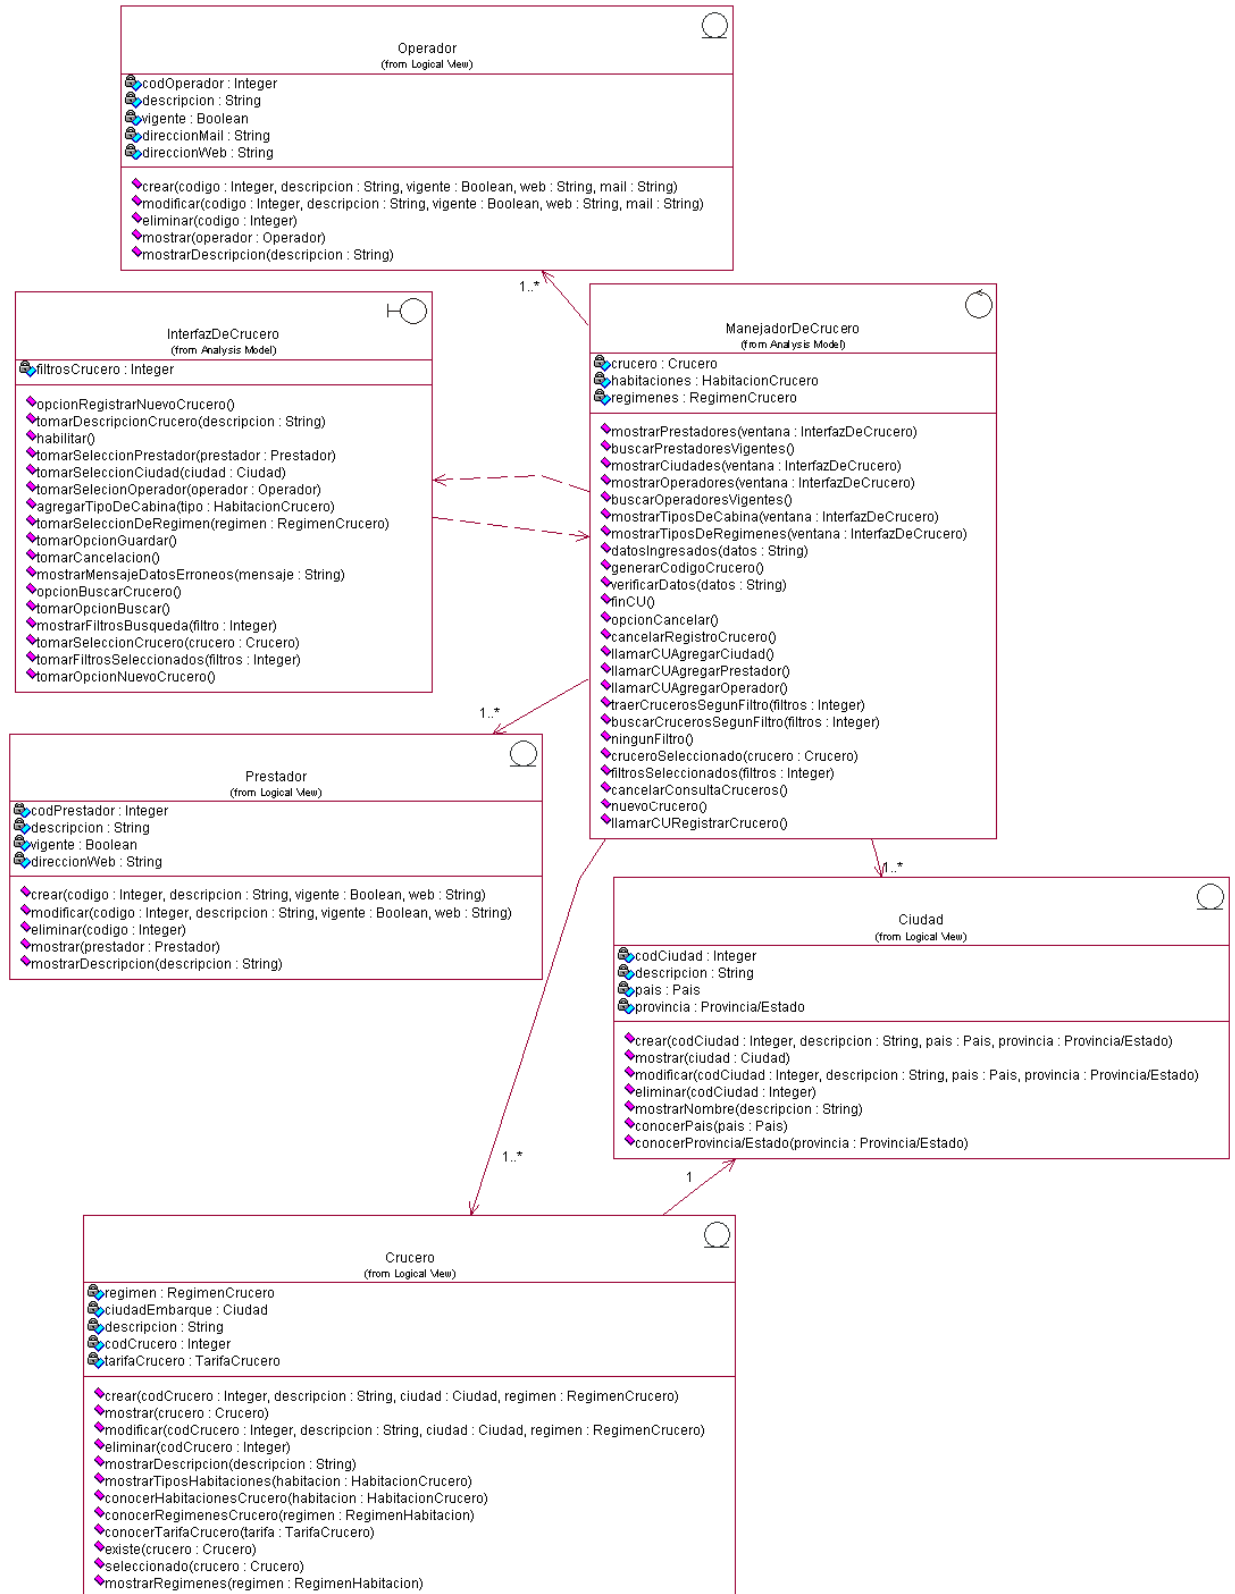 Operador
(from Logical View)
codOperador : Integer
descripcion : String
vigente : Boolean
direccionMail : String
direccionWeb : String
crear(codigo : Integer, descripcion : String, vigente : Boolean, web : String, mail : String)
modificar(codigo : Integer, descripcion : String, vigente : Boolean, web : String, mail : String)
eliminar(codigo : Integer)
mostrar(operador : Operador)
mostrarDescripcion(descripcion : String)
1..*
InterfazDeCrucero
(from Analysis Model)
filtrosCrucero : Integer
opcionRegistrarNuevoCrucero()
tomarDescripcionCrucero(descripcion : String)
habilitar()
tomarSeleccionPrestador(prestador : Prestador)
tomarSeleccionCiudad(ciudad : Ciudad)
tomarSelecionOperador(operador : Operador)
agregarTipoDeCabina(tipo : HabitacionCrucero)
tomarSeleccionDeRegimen(regimen : RegimenCrucero)
tomarOpcionGuardar()
tomarCancelacion()
mostrarMensajeDatosErroneos(mensaje : String)
opcionBuscarCrucero()
tomarOpcionBuscar()
mostrarFiltrosBusqueda(filtro : Integer)
tomarSeleccionCrucero(crucero : Crucero)
tomarFiltrosSeleccionados(filtros : Integer)
tomarOpcionNuevoCrucero()
ManejadorDeCrucero
(from Analysis Model)
crucero : Crucero
habitaciones : HabitacionCrucero
regimenes : RegimenCrucero
mostrarPrestadores(ventana : InterfazDeCrucero)
buscarPrestadoresVigentes()
mostrarCiudades(ventana : InterfazDeCrucero)
mostrarOperadores(ventana : InterfazDeCrucero)
buscarOperadoresVigentes()
mostrarTiposDeCabina(ventana : InterfazDeCrucero)
mostrarTiposDeRegimenes(ventana : InterfazDeCrucero)
datosIngresados(datos : String)
generarCodigoCrucero()
verificarDatos(datos : String)
finCU()
opcionCancelar()
cancelarRegistroCrucero()
llamarCUAgregarCiudad()
llamarCUAgregarPrestador()
llamarCUAgregarOperador()
traerCrucerosSegunFiltro(filtros : Integer)
buscarCrucerosSegunFiltro(filtros : Integer)
ningunFiltro()
cruceroSeleccionado(crucero : Crucero)
filtrosSeleccionados(filtros : Integer)
cancelarConsultaCruceros()
nuevoCrucero()
llamarCURegistrarCrucero()
1..*
Prestador
(from Logical View)
codPrestador : Integer
descripcion : String
vigente : Boolean
direccionWeb : String
crear(codigo : Integer, descripcion : String, vigente : Boolean, web : String)
modificar(codigo : Integer, descripcion : String, vigente : Boolean, web : String)
eliminar(codigo : Integer)
mostrar(prestador : Prestador)
mostrarDescripcion(descripcion : String)
1..*
Ciudad
(from Logical View)
codCiudad : Integer
descripcion : String
pais : Pais
provincia : Provincia/Estado
crear(codCiudad : Integer, descripcion : String, pais : Pais, provincia : Provincia/Estado)
mostrar(ciudad : Ciudad)
modificar(codCiudad : Integer, descripcion : String, pais : Pais, provincia : Provincia/Estado)
eliminar(codCiudad : Integer)
mostrarNombre(descripcion : String)
conocerPais(pais : Pais)
conocerProvincia/Estado(provincia : Provincia/Estado)
1..*
1
Crucero
(from Logical View)
regimen : RegimenCrucero
ciudadEmbarque : Ciudad
descripcion : String
codCrucero : Integer
tarifaCrucero : TarifaCrucero
crear(codCrucero : Integer, descripcion : String, ciudad : Ciudad, regimen : RegimenCrucero)
mostrar(crucero : Crucero)
modificar(codCrucero : Integer, descripcion : String, ciudad : Ciudad, regimen : RegimenCrucero)
eliminar(codCrucero : Integer)
mostrarDescripcion(descripcion : String)
mostrarTiposHabitaciones(habitacion : HabitacionCrucero)
conocerHabitacionesCrucero(habitacion : HabitacionCrucero)
conocerRegimenesCrucero(regimen : RegimenHabitacion)
conocerTarifaCrucero(tarifa : TarifaCrucero)
existe(crucero : Crucero)
seleccionado(crucero : Crucero)
mostrarRegimenes(regimen : RegimenHabitacion)